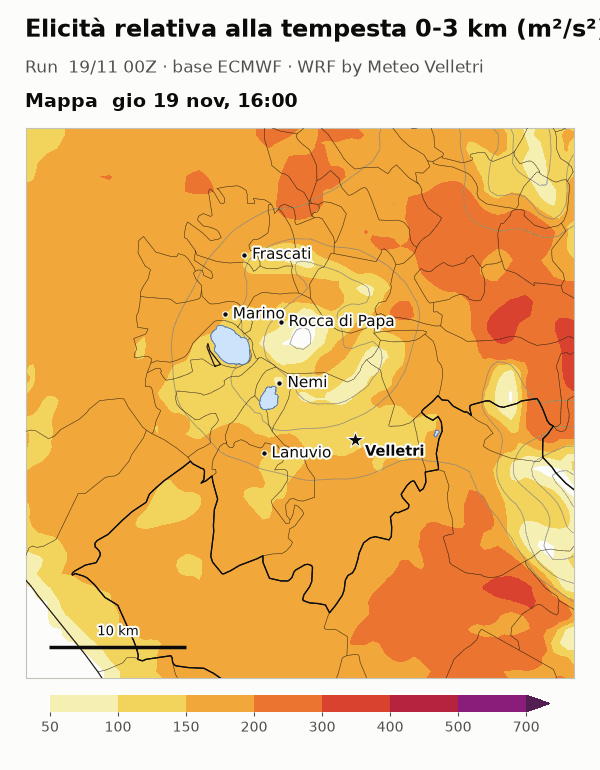 Elicità relativa alla tempesta 0-3 km (m²/s²)
Run 19/11 00Z · base ECMWF · WRF by Meteo Velletri
Mappa gio 19 nov, 16:00
Frascati
Marino
Rocca di Papa
Nemi
Velletri
Lanuvio
10 km
50 100 150 200 300 400 500 700